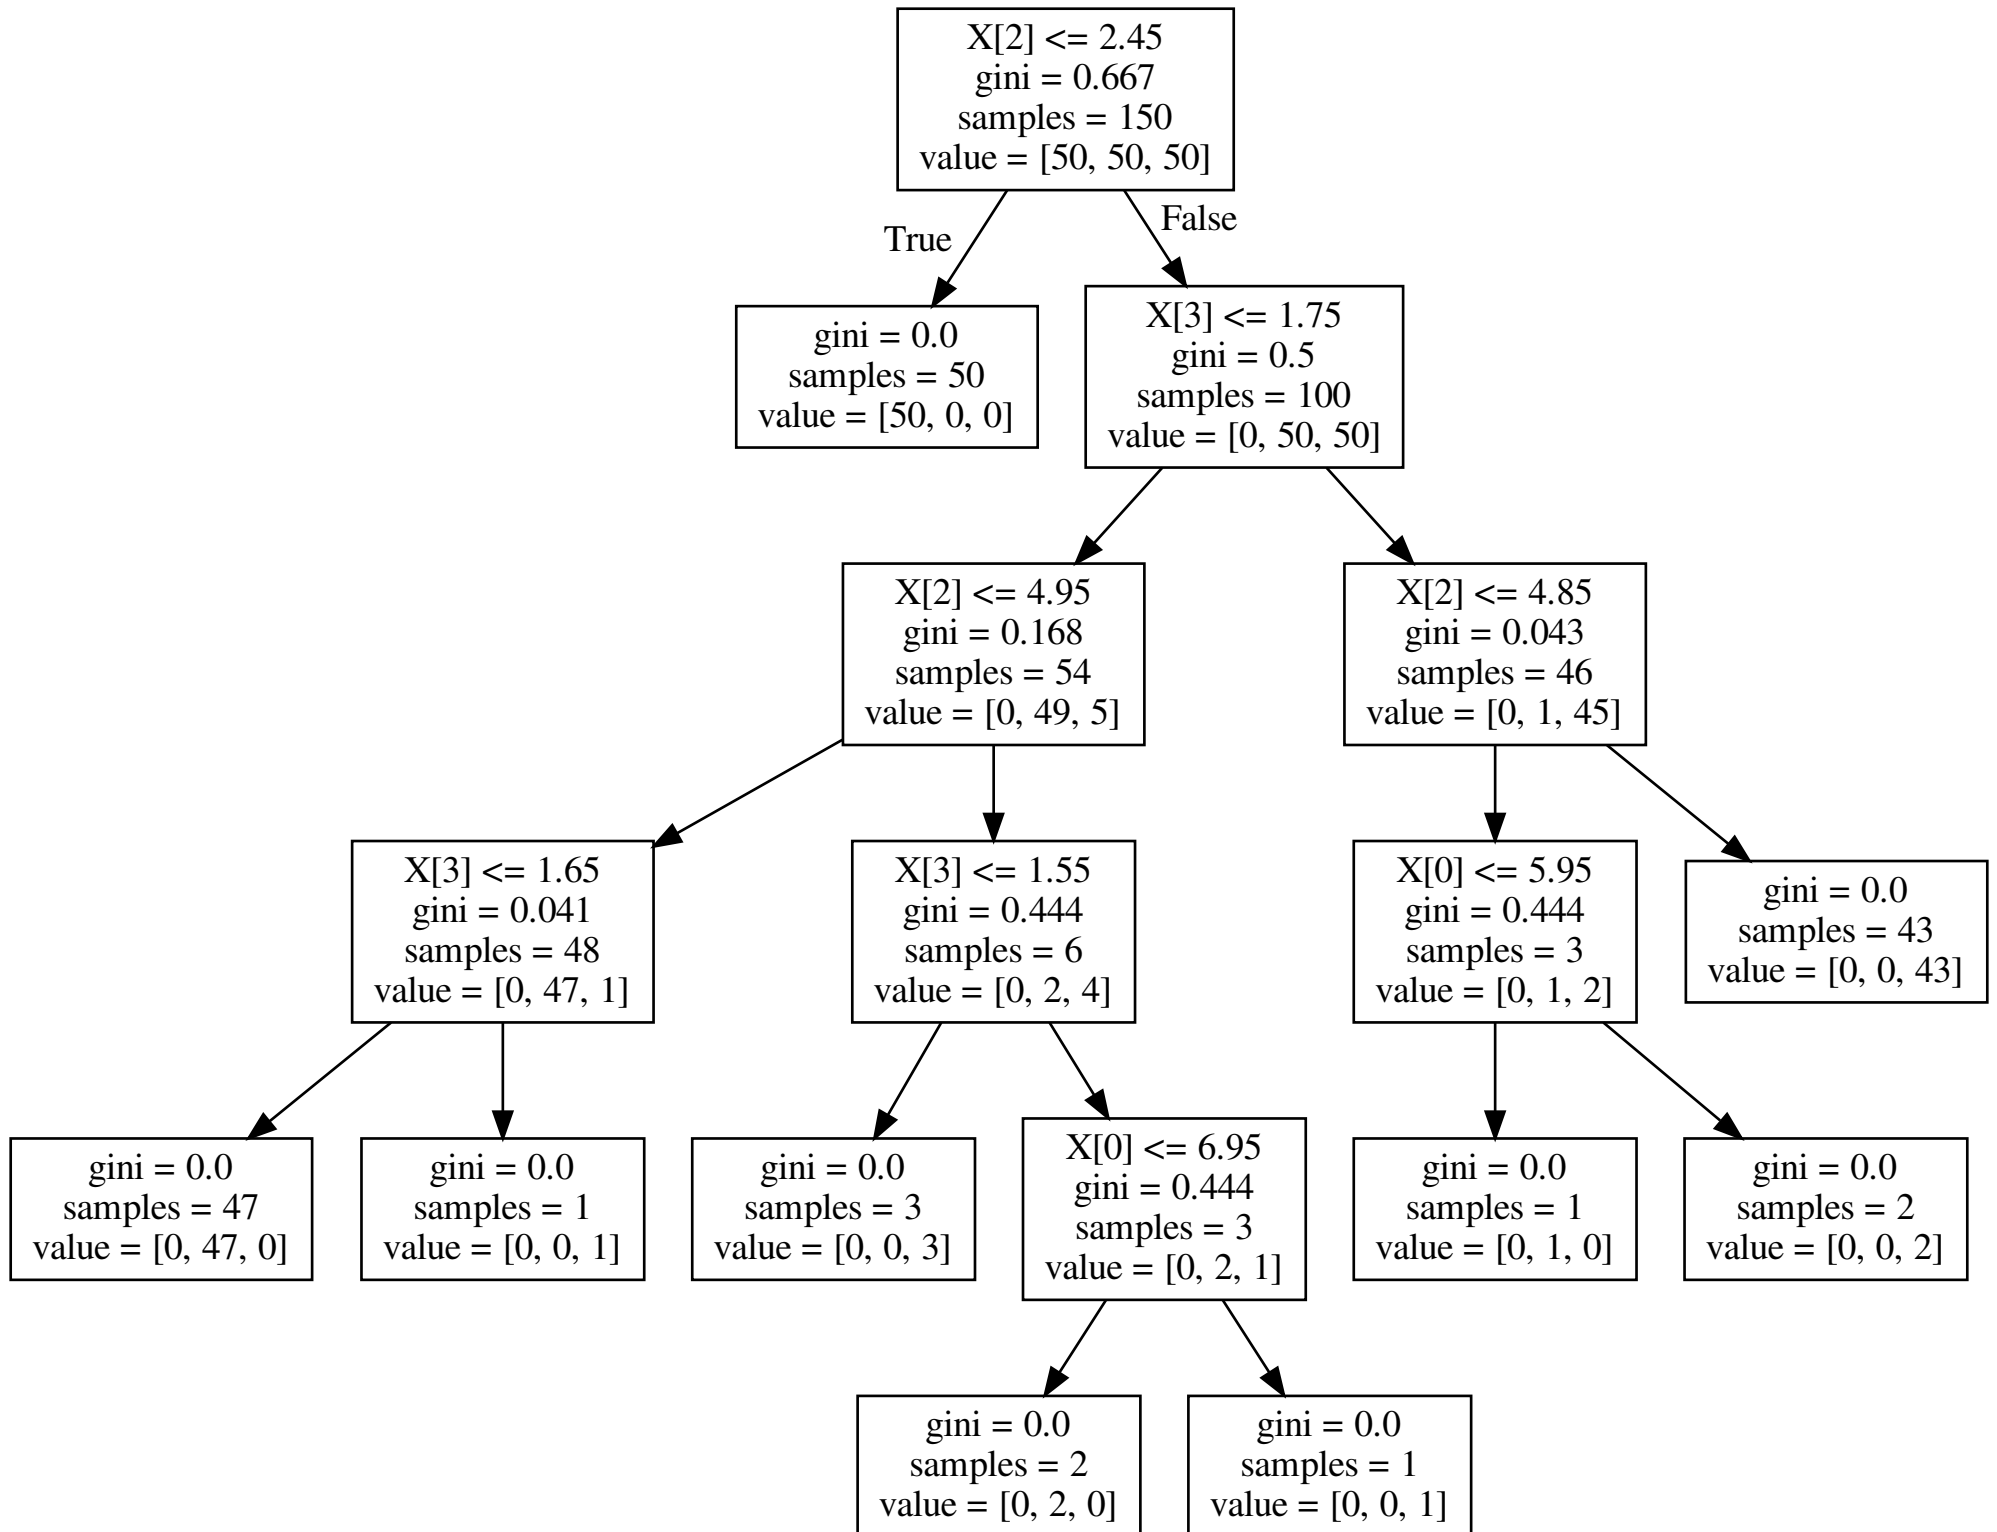 X[2] <= 2.45
gini = 0.667
samples = 150
value = [50, 50, 50]
True
False
gini = 0.0
samples = 50
value = [50, 0, 0]
X[3] <= 1.75
gini = 0.5
samples = 100
value = [0, 50, 50]
X[2] <= 4.95
gini = 0.168
samples = 54
value = [0, 49, 5]
X[2] <= 4.85
gini = 0.043
samples = 46
value = [0, 1, 45]
X[3] <= 1.65
gini = 0.041
samples = 48
value = [0, 47, 1]
X[3] <= 1.55
gini = 0.444
samples = 6
value = [0, 2, 4]
X[0] <= 5.95
gini = 0.444
samples = 3
value = [0, 1, 2]
gini = 0.0
samples = 43
value = [0, 0, 43]
gini = 0.0
samples = 47
value = [0, 47, 0]
gini = 0.0
samples = 1
value = [0, 0, 1]
gini = 0.0
samples = 3
value = [0, 0, 3]
X[0] <= 6.95
gini = 0.444
samples = 3
value = [0, 2, 1]
gini = 0.0
samples = 1
value = [0, 1, 0]
gini = 0.0
samples = 2
value = [0, 0, 2]
gini = 0.0
samples = 2
value = [0, 2, 0]
gini = 0.0
samples = 1
value = [0, 0, 1]